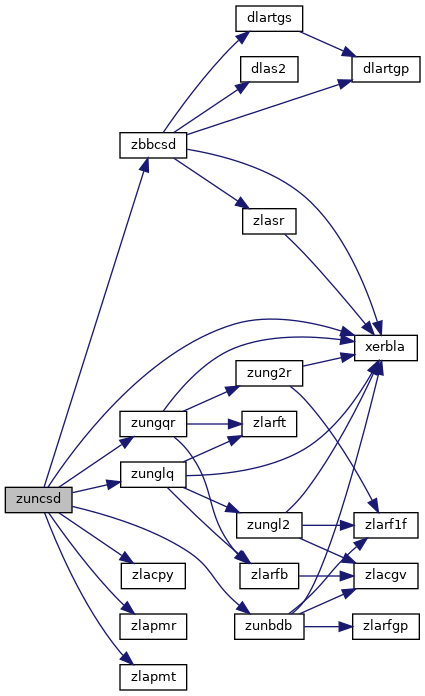 dlartgs
dlas2
dlartgp
zbbcsd
zlasr
xerbla
zung2r
zungqr
zlarft
zunglq
zuncsd
zungl2
zlarf1f
zlacpy
zlarfb
zlacgv
zlapmr
zunbdb
zlarfgp
zlapmt